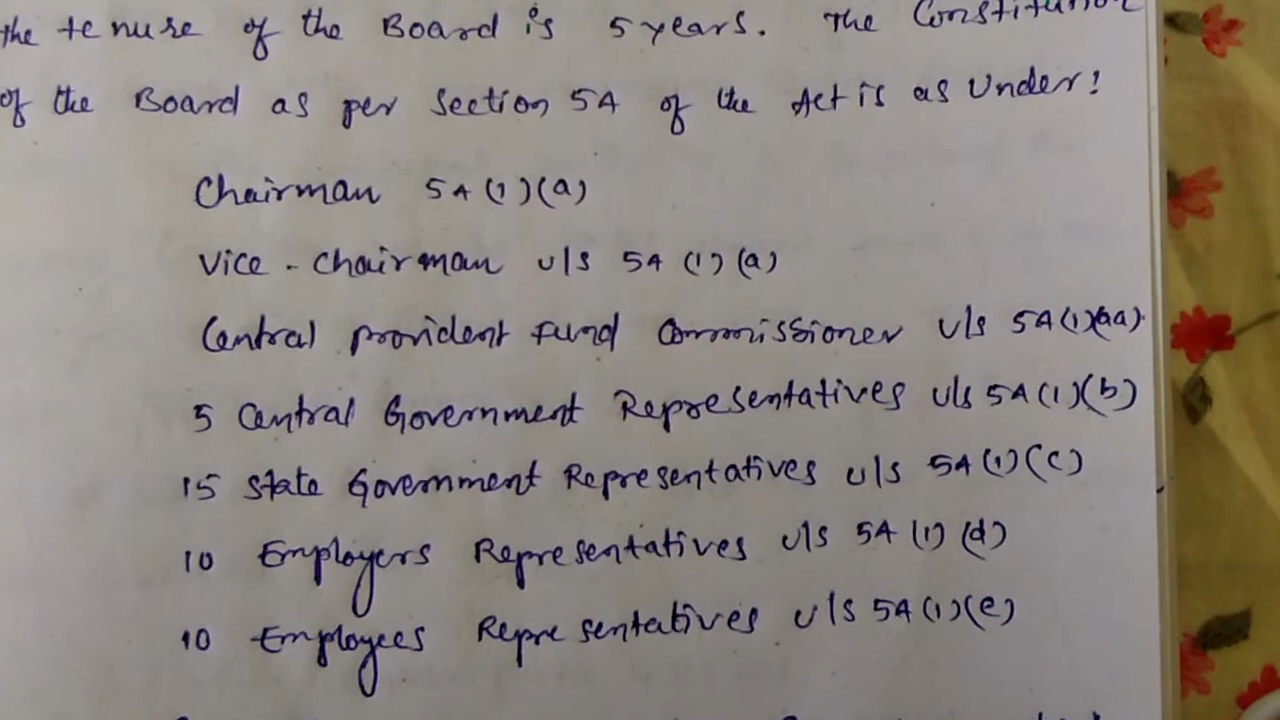 the tenure of the Board is 5 years. The Constitution
of the Board as per Section 5A of the Act is as Under:
Chairman 5A(1)(a)
Vice-Chairman u/s 5A (1) (a)
Central provident Fund Commissioner u/s 5A(1)(aa).
5 Central Government Representatives u/s 5A(1)(b)
15 State Government Representatives u/s 5A(1)(c)
10 Employers Representatives u/s 5A (1) (d)
10 Employees Representatives u/s 5A(1)(e)